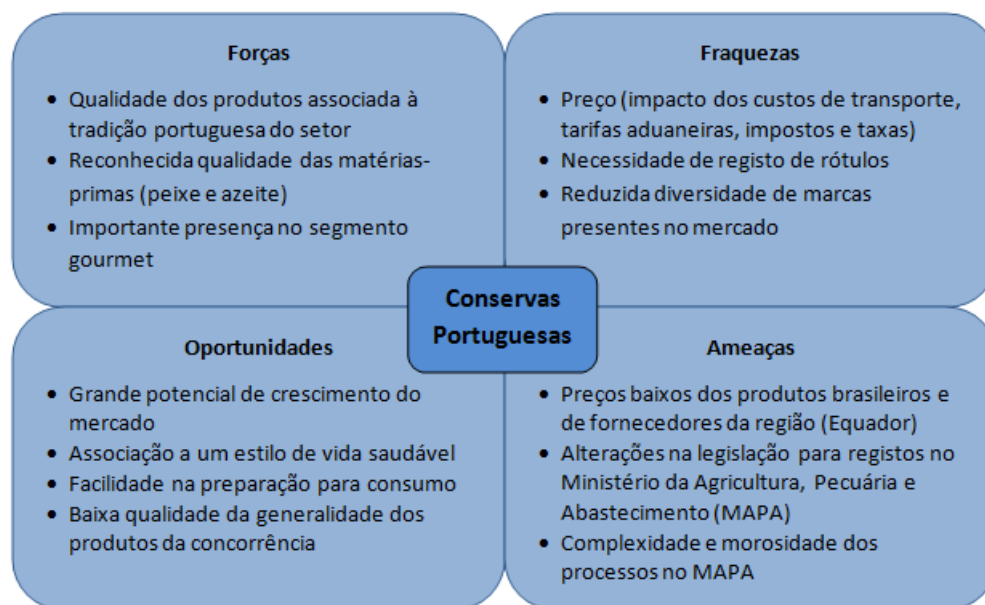 Forças
• Qualidade dos produtos associada à
tradição portuguesa do setor
• Reconhecida qualidade das matérias-
primas (peixe e azeite)
• Importante presença no segmento
gourmet
Fraquezas
• Preço (impacto dos custos de transporte,
tarifas aduaneiras, impostos e taxas)
• Necessidade de registo de rótulos
• Reduzida diversidade de marcas
presentes no mercado
Conservas
Portuguesas
Oportunidades
• Grande potencial de crescimento do
mercado
• Associação a um estilo de vida saudável
• Facilidade na preparação para consumo
• Baixa qualidade da generalidade dos
produtos da concorrência
Ameaças
• Preços baixos dos produtos brasileiros e
de fornecedores da região (Equador)
• Alterações na legislação para registos no
Ministério da Agricultura, Pecuária e
Abastecimento (MAPA)
• Complexidade e morosidade dos
processos no MAPA